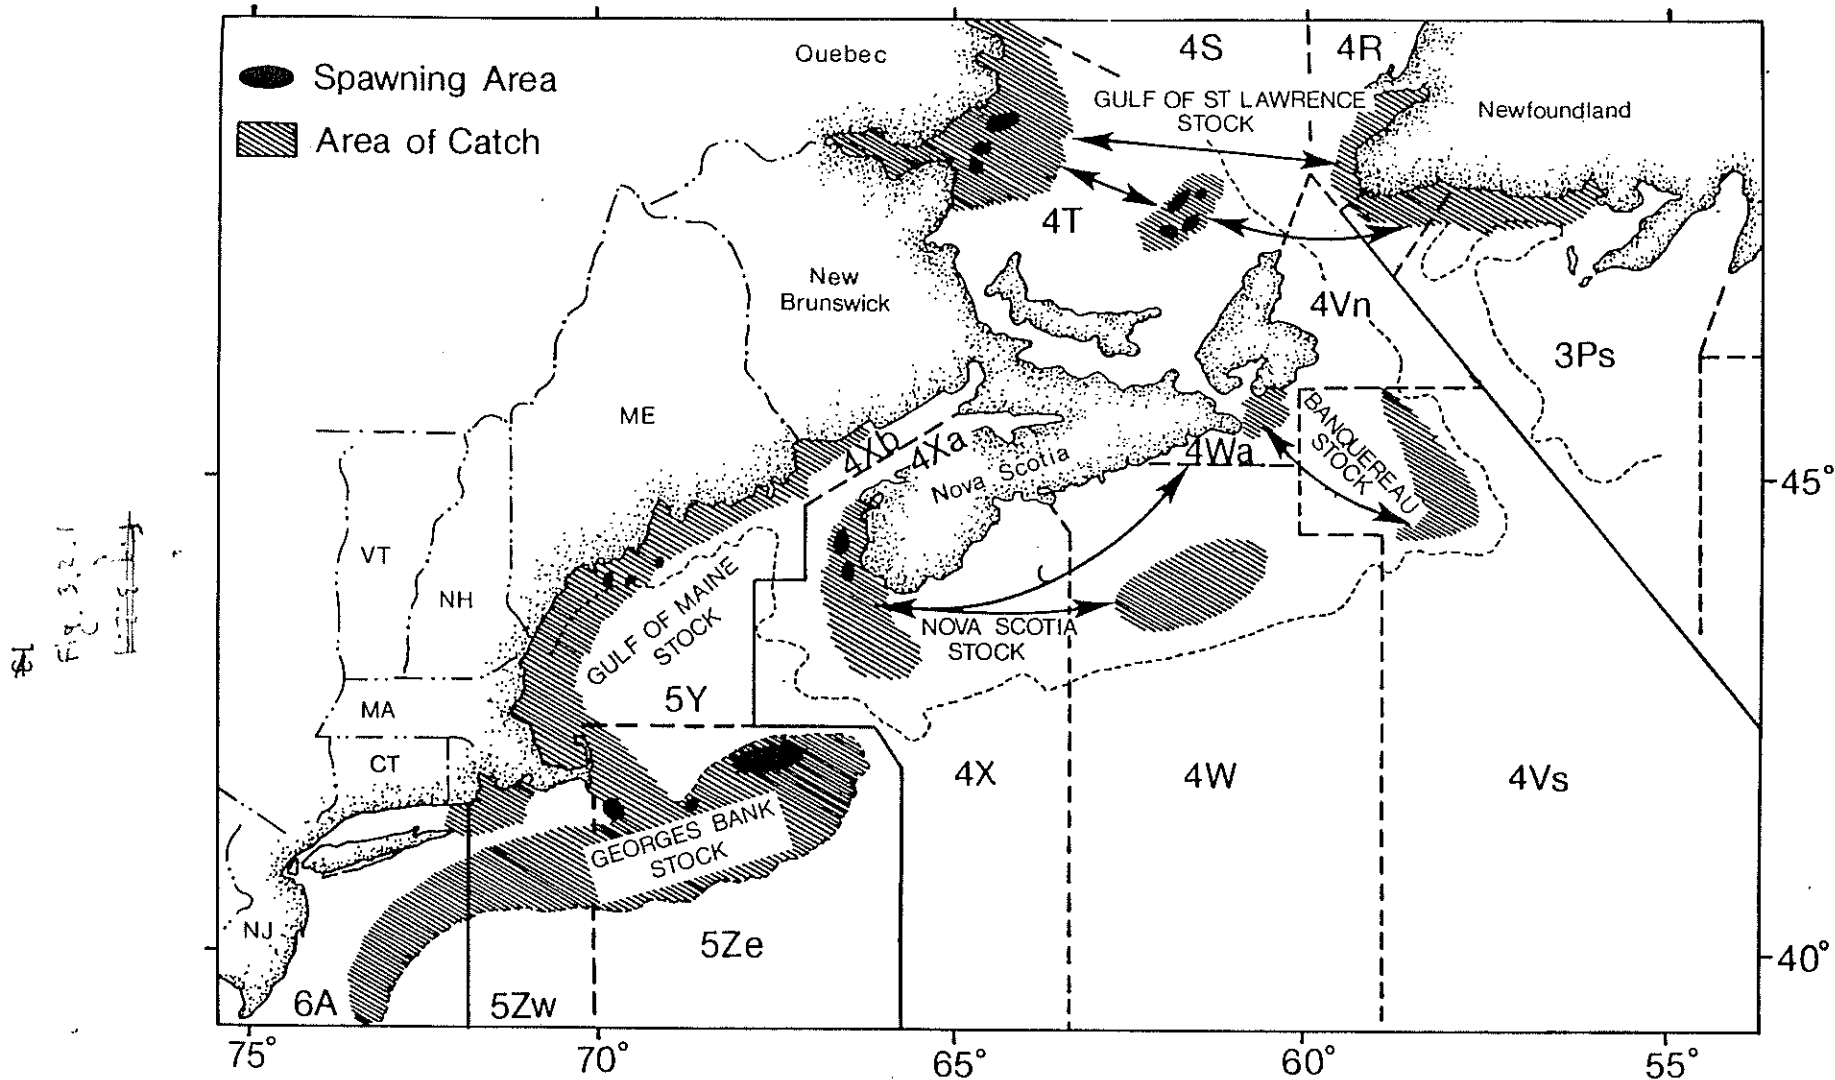 Spawning Area
Area of Catch
Quebec
4S
4R
GULF OF ST LAWRENCE
STOCK
Newfoundland
4T
New
Brunswick
4Vn
3Ps
ME
4Xb
4Xa
Nova Scotia
4Wa
BANQUEREAU
STOCK
45°
VT
NH
GULF OF MAINE
STOCK
NOVA SCOTIA
STOCK
MA
5Y
CT
4X
4W
4Vs
GEORGES BANK
STOCK
NJ
5Ze
40°
6A
5Zw
75°
70°
65°
60°
55°